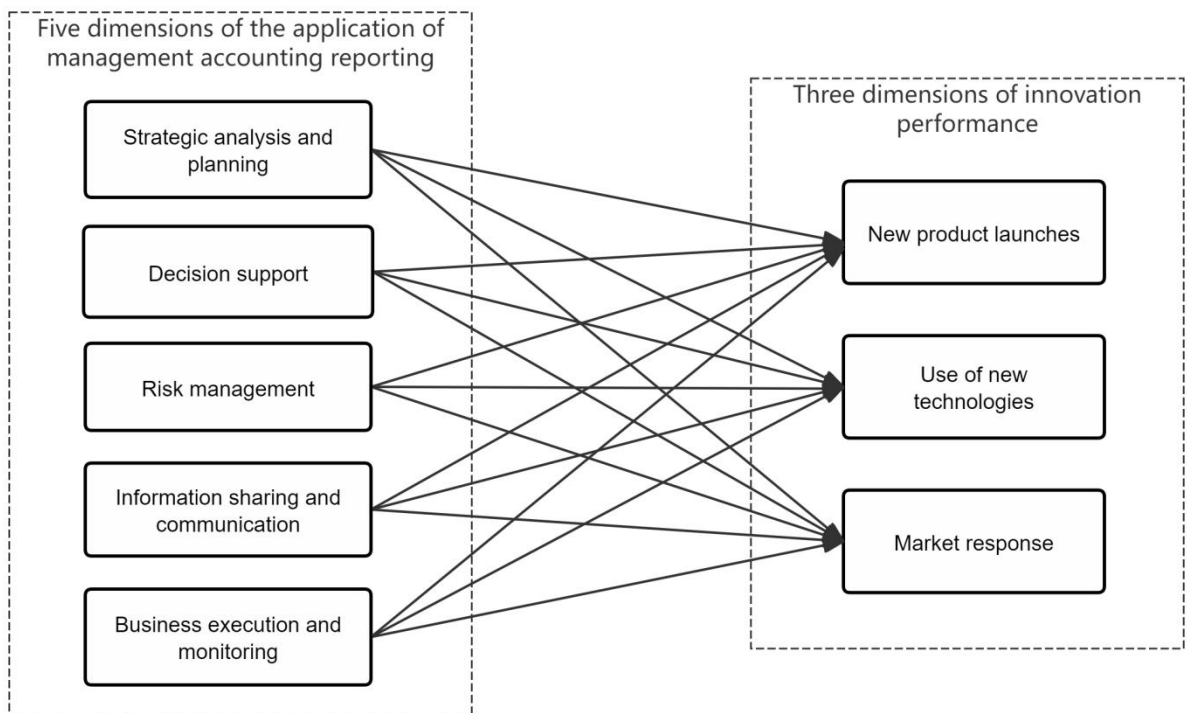 Five dimensions of the application of
management accounting reporting
Strategic analysis and
planning
Decision support
Risk management
Information sharing and
communication
Business execution and
monitoring
Three dimensions of innovation
performance
New product launches
Use of new
technologies
Market response